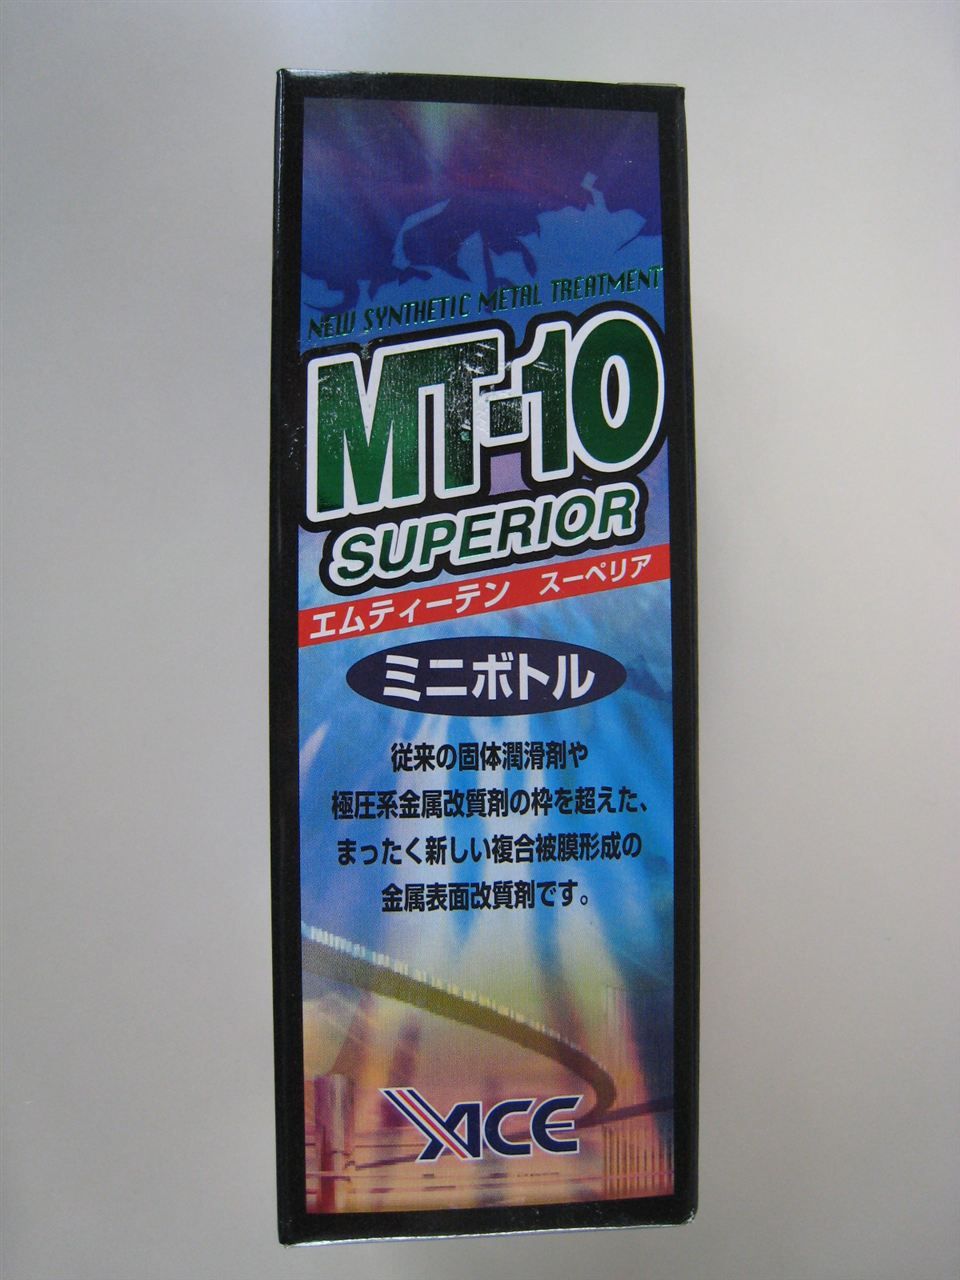 NEW SYNTHETIC METAL TREATMENT
MT-10
SUPERIOR
エムティーテン スーペリア
ミニボトル
従来の固体潤滑剤や
極圧系金属改質剤の枠を超えた、
まったく新しい複合被膜形成の
金属表面改質剤です。
ACE